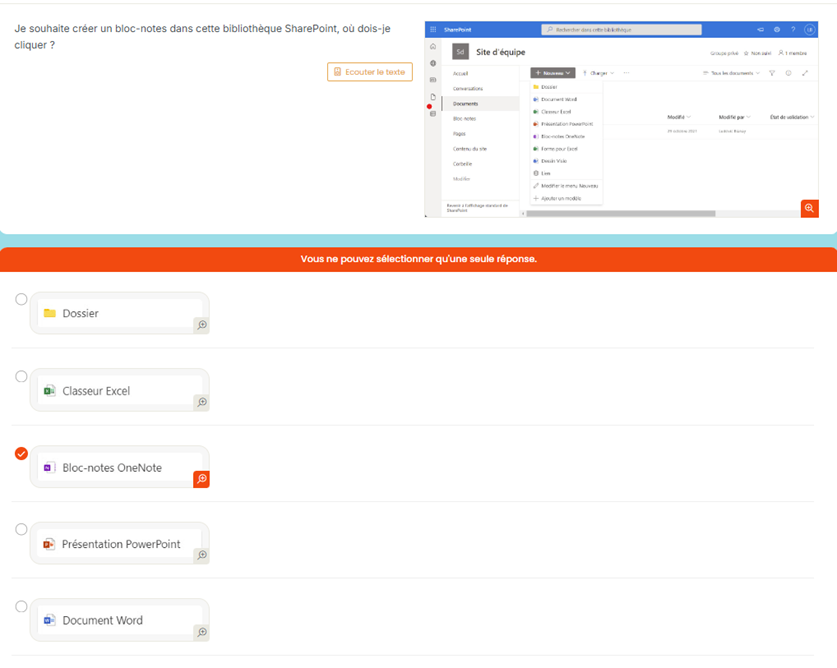 Je souhaite créer un bloc-notes dans cette bibliothèque SharePoint, où dois-je
cliquer ?
Ecouter le texte
SharePoint
Rechercher dans cette bibliothèque
Sd
Site d'équipe
Groupe privé
Non suivi
1 membre
Accueil
Conversations
Documents
Bloc-notes
Pages
Contenu du site
Corbeille
Modifier
Revenir à l'affichage standard de
SharePoint
Nouveau
Charger
Tous les documents
Dossier
Document Word
Classeur Excel
Présentation PowerPoint
Bloc-notes OneNote
Forms pour Excel
Dessin Visio
Lien
Modifier le menu Nouveau
Ajouter un modèle
Modifié
Modifié par
État de validation
Vous ne pouvez sélectionner qu'une seule réponse.
Dossier
Classeur Excel
Bloc-notes OneNote
Présentation PowerPoint
Document Word